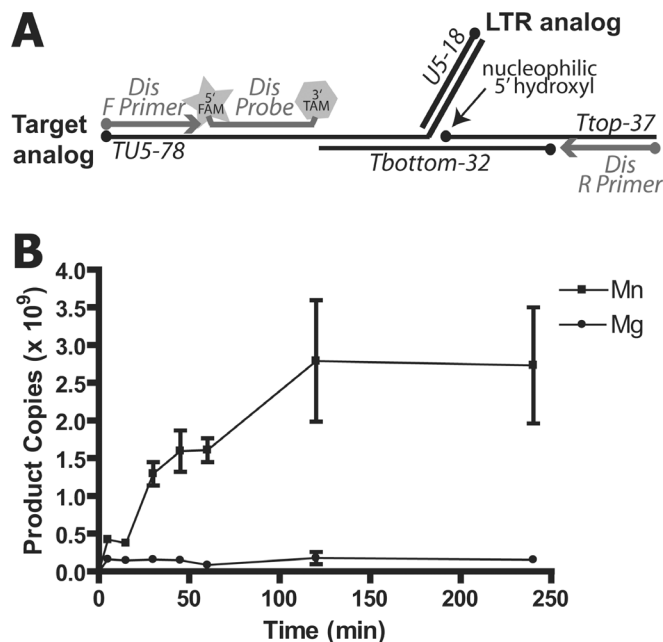 A
LTR analog
U5-18
nucleophilic
5' hydroxyl
Dis
F Primer
5'
FAM
Dis
Probe
3'
TAM
Target
analog
TU5-78
Ttop-37
Tbottom-32
Dis
R Primer
B
Product Copies (x 10⁹)
4.0
3.5
3.0
2.5
2.0
1.5
1.0
0.5
0.0
0
50
100
150
200
250
Time (min)
Mn
Mg